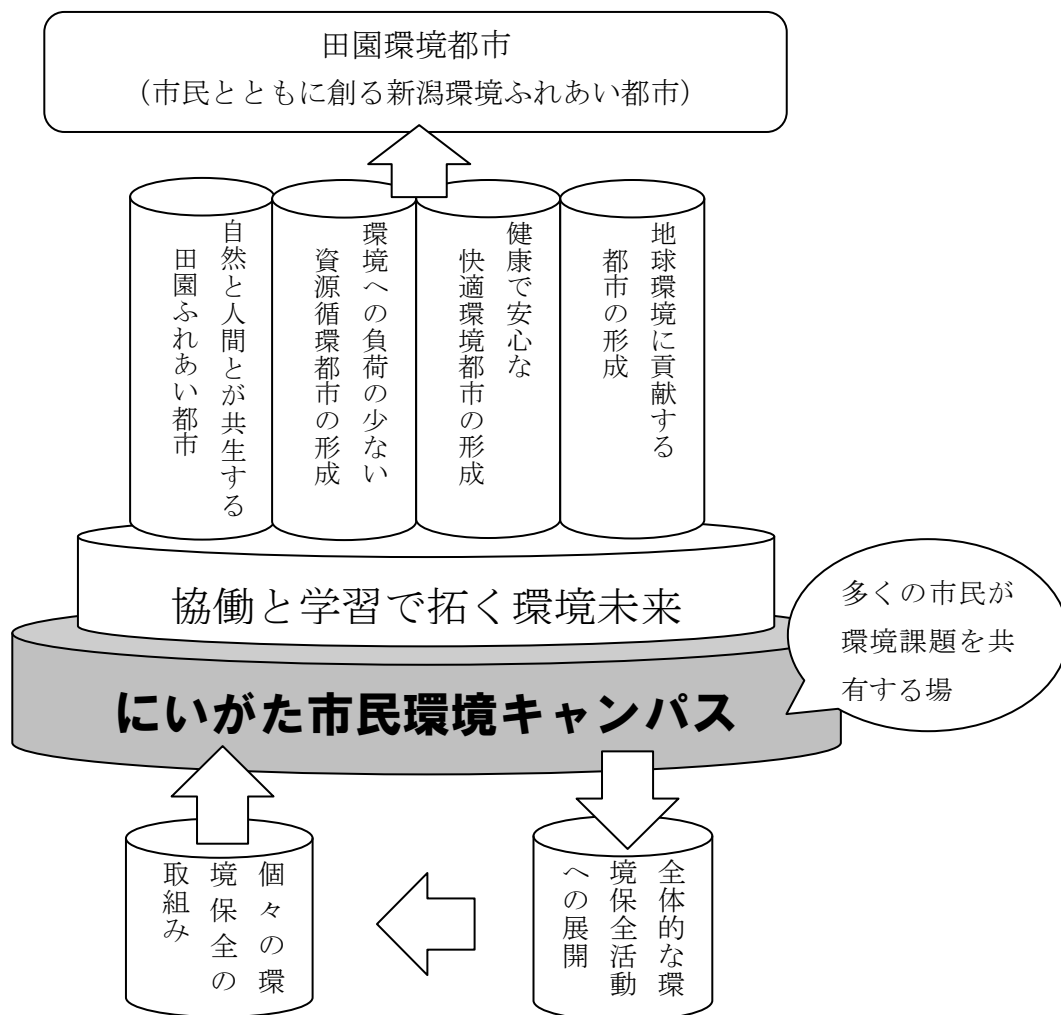 田園環境都市
（市民とともに創る新潟環境ふれあい都市）
自然と人間とが共生する
田園ふれあい都市
環境への負荷の少ない
資源循環都市の形成
健康で安心な
快適環境都市の形成
地球環境に貢献する
都市の形成
協働と学習で拓く環境未来
多くの市民が
環境課題を共
有する場
にいがた市民環境キャンパス
個々の環
境保全の
取組み
全体的な環
境保全活動
への展開